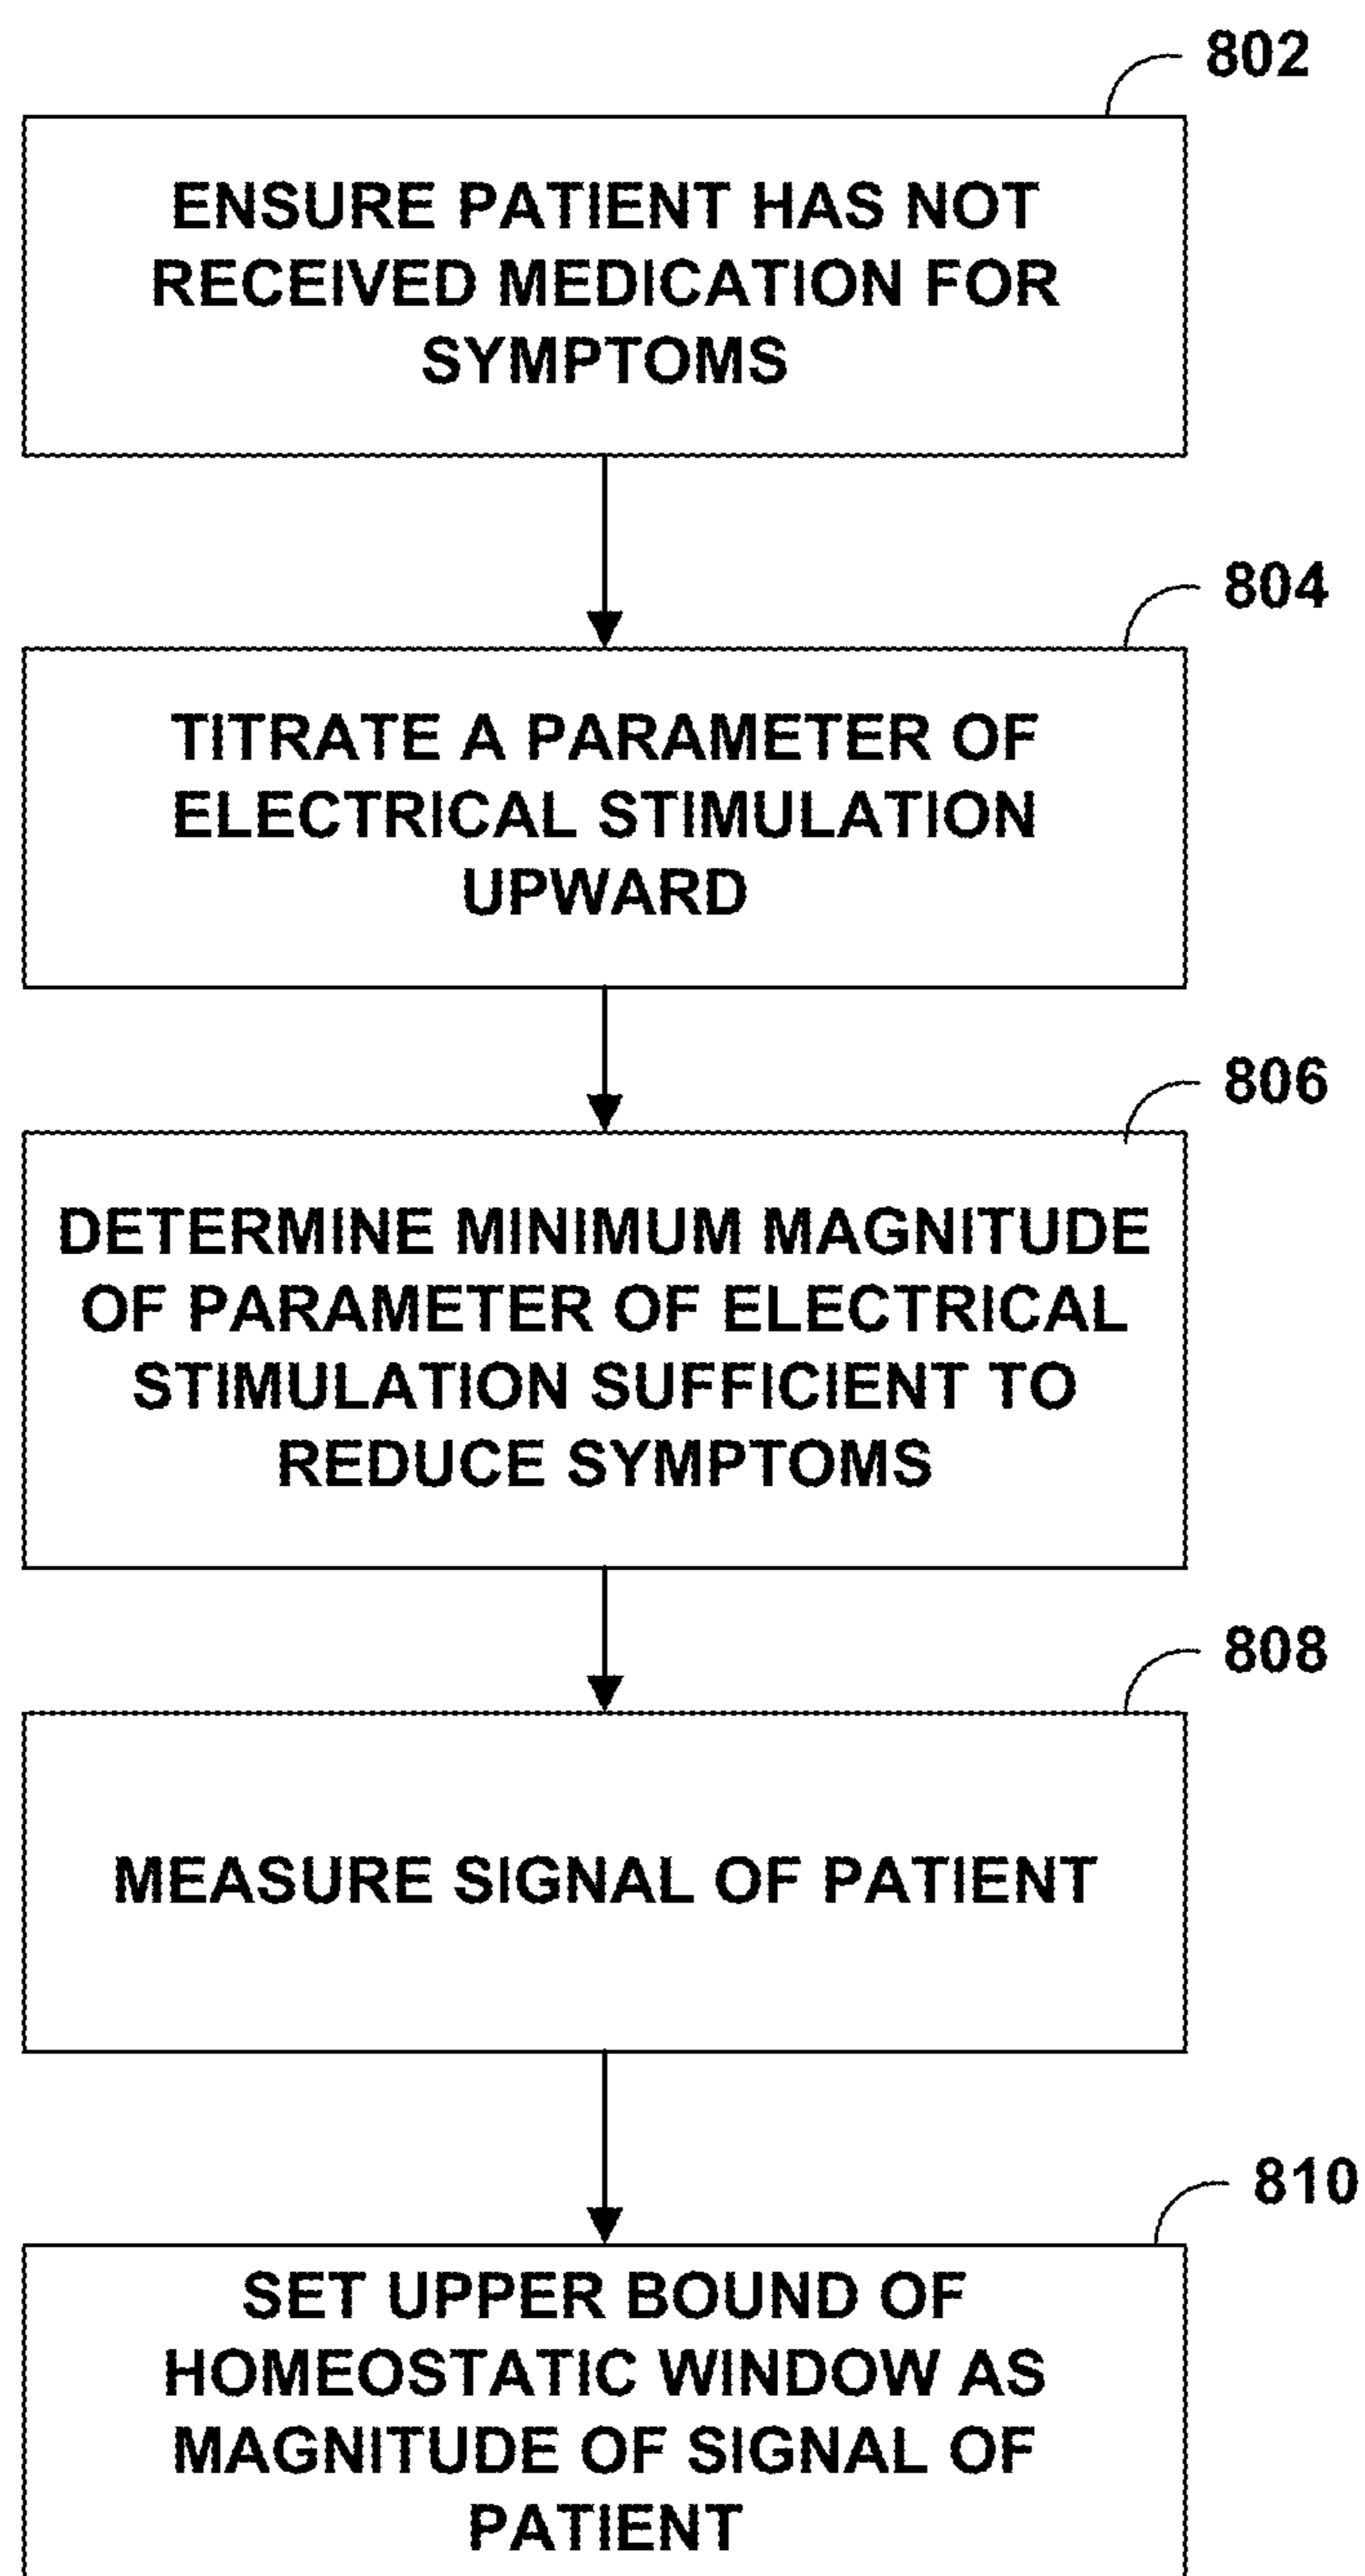 802
ENSURE PATIENT HAS NOT
RECEIVED MEDICATION FOR
SYMPTOMS
804
TITRATE A PARAMETER OF
ELECTRICAL STIMULATION
UPWARD
806
DETERMINE MINIMUM MAGNITUDE
OF PARAMETER OF ELECTRICAL
STIMULATION SUFFICIENT TO
REDUCE SYMPTOMS
808
MEASURE SIGNAL OF PATIENT
810
SET UPPER BOUND OF
HOMEOSTATIC WINDOW AS
MAGNITUDE OF SIGNAL OF
PATIENT